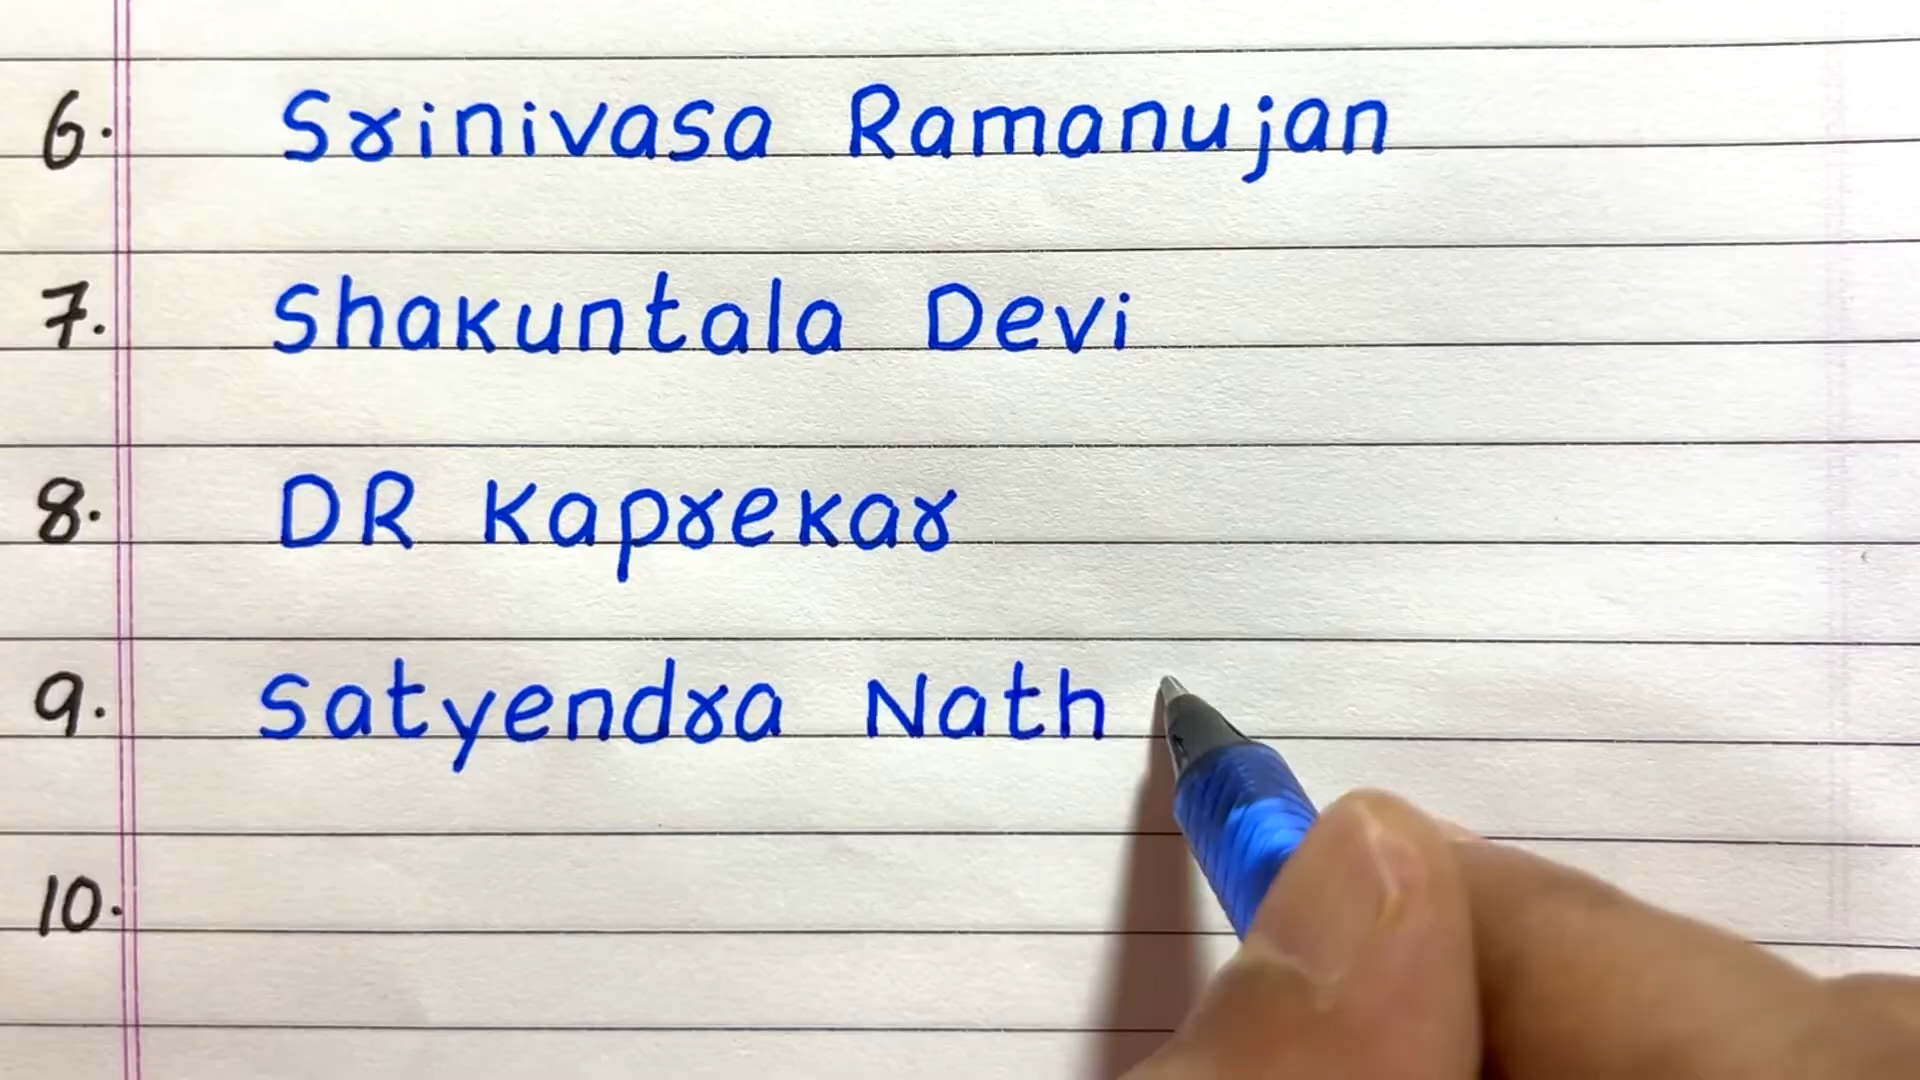 6. Srinivasa Ramanujan
7. Shakuntala Devi
8. DR Kaprekar
9. Satyendra Nath
10.